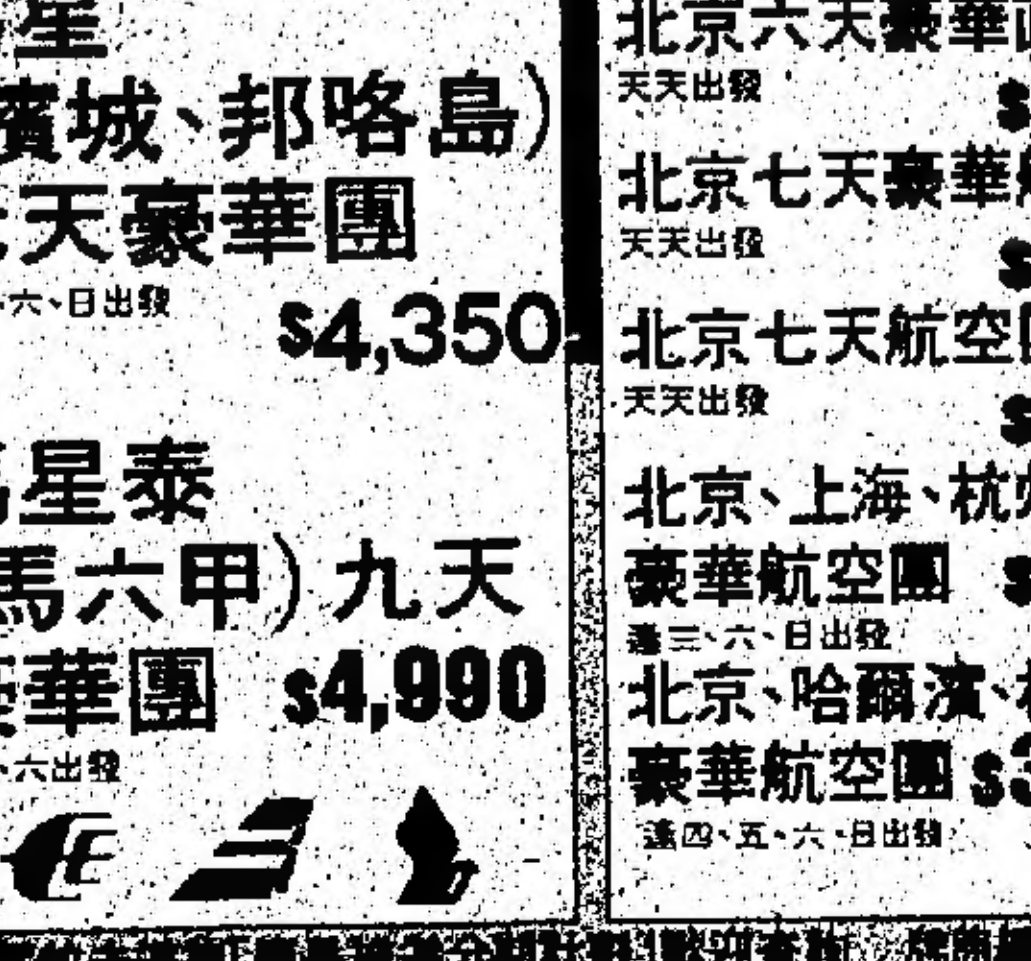 星
檳城、邦咯島)
天豪華團
六、日出發
$4,350
星泰
馬六甲)九天
華團 $4,990
、六出發
北京六天豪華
天天出發
$
北京七天豪華
天天出發
$
北京七天航空
天天出發
$
北京、上海、杭
豪華航空團 $
逢三、六、日出發
北京、哈爾濱、
豪華航空團 $3
逢四、五、六、日出發